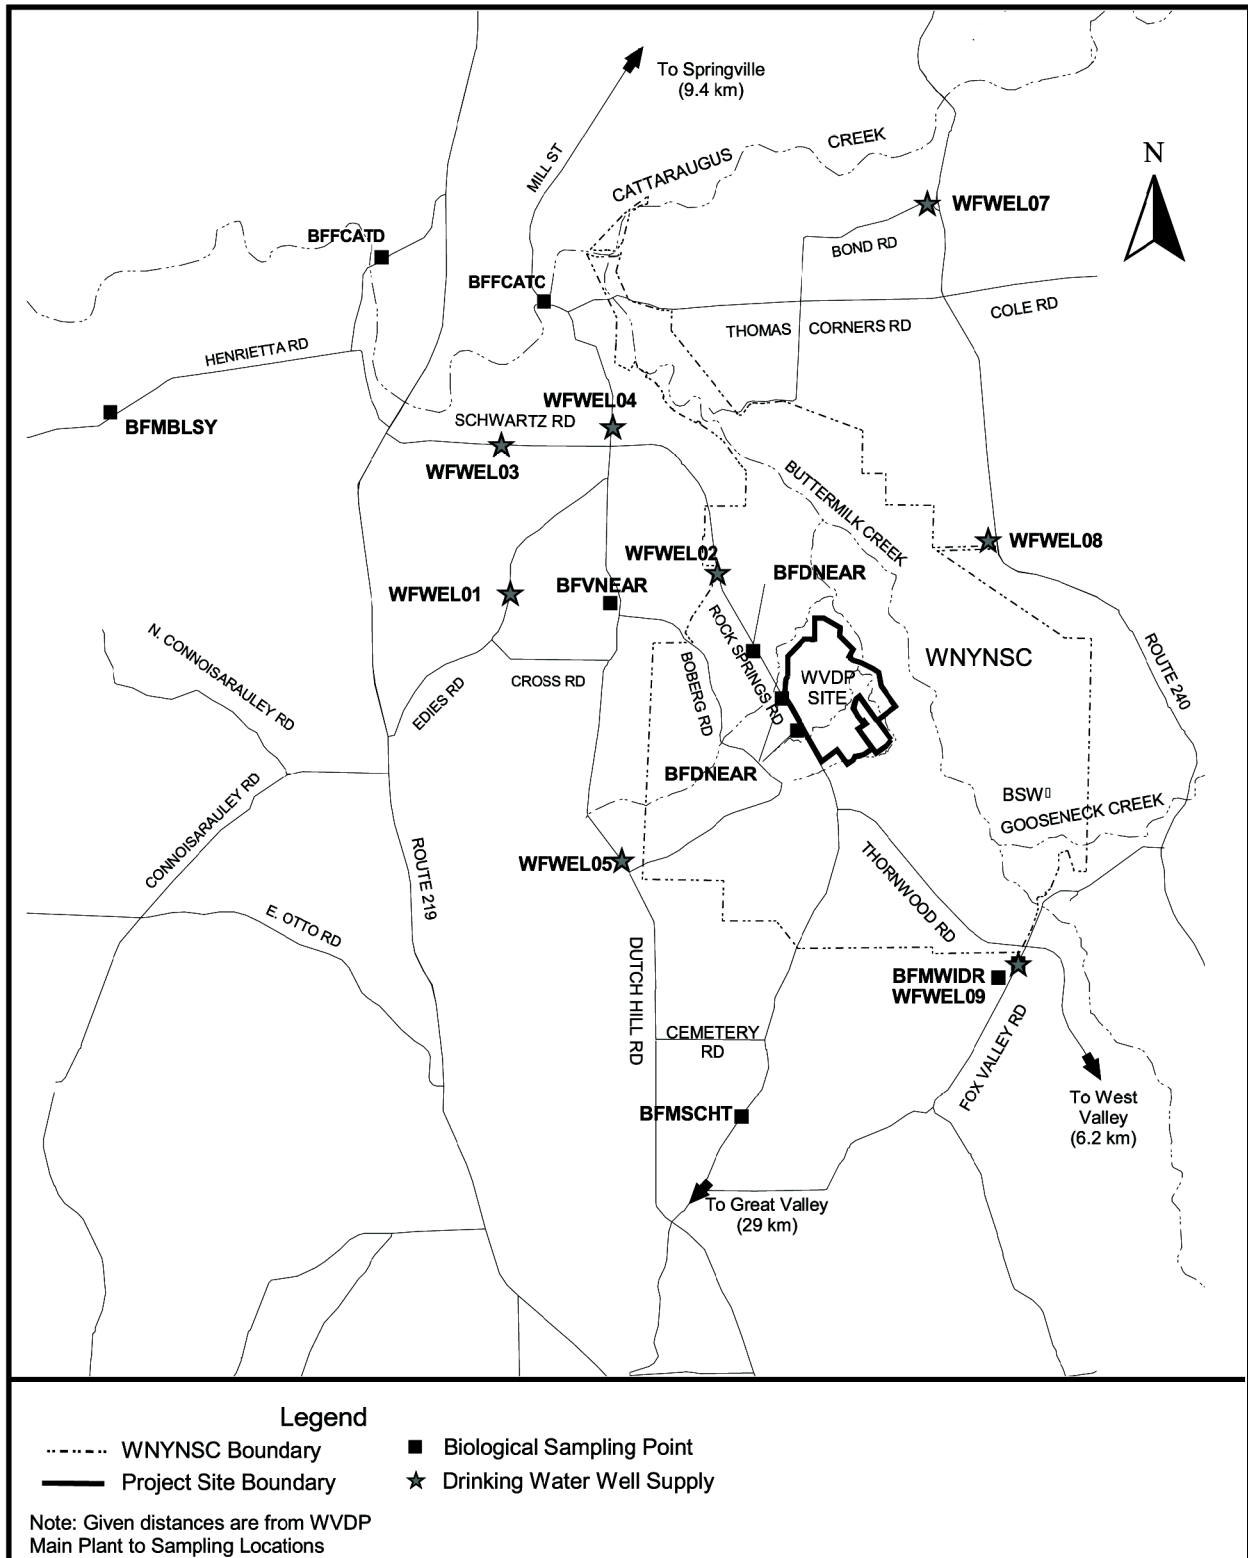 To Springville
(9.4 km)
MILL ST
CATTARAUGUS
CREEK
N
WFWEL07
BFFCATD
BOND RD
BFFCATC
COLE RD
THOMAS
CORNERS RD
HENRIETTA RD
WFWEL04
SCHWARTZ RD
BFMBLSY
WFWEL03
BUTTERMILK CREEK
WFWEL08
WFWEL02
BFDNEAR
WFWEL01
BFVNEAR
ROCK SPRINGS RD
N. CONNOISARAULEY RD
WNYNSC
ROUTE 240
BOBERG RD
CROSS RD
EDIES RD
WVDP
SITE
BFDNEAR
CONNOISARAULEY RD
BSW▯
GOOSENECK CREEK
ROUTE 219
WFWEL05
THORNWOOD RD
E. OTTO RD
DUTCH HILL RD
BFMWIDR
WFWEL09
CEMETERY
RD
FOX VALLEY RD
To West
Valley
(6.2 km)
BFMSCHT
To Great Valley
(29 km)
Legend
WNYNSC Boundary
Biological Sampling Point
Project Site Boundary
Drinking Water Well Supply
Note: Given distances are from WVDP
Main Plant to Sampling Locations